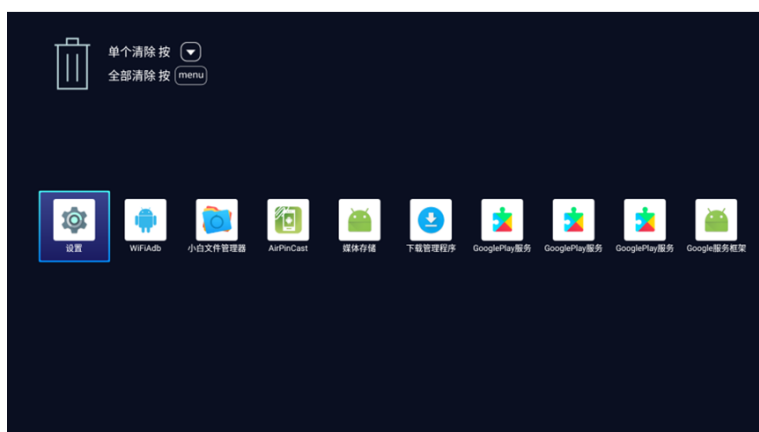 单个清除 按
全部清除 按 menu
设置
WiFiAdb
小白文件管理器
AirPinCast
媒体存储
下载管理程序
GooglePlay服务
GooglePlay服务
GooglePlay服务
Google服务框架